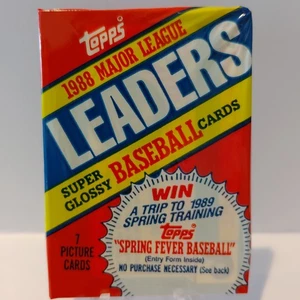 Topps
1988 MAJOR LEAGUE
LEADERS
SUPER GLOSSY BASEBALL CARDS
7 PICTURE CARDS
WIN
A TRIP TO 1989
SPRING TRAINING
Topps
"SPRING FEVER BASEBALL"
(Entry Form Inside)
NO PURCHASE NECESSARY (See back)